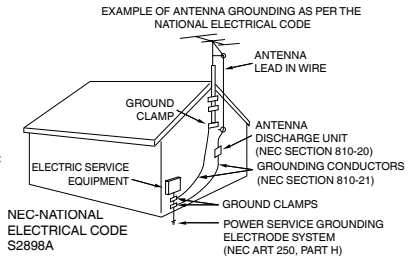 EXAMPLE OF ANTENNA GROUNDING AS PER THE
NATIONAL ELECTRICAL CODE
ANTENNA
LEAD IN WIRE
GROUND
CLAMP
ANTENNA
DISCHARGE UNIT
(NEC SECTION 810-20)
ELECTRIC SERVICE
EQUIPMENT
GROUNDING CONDUCTORS
(NEC SECTION 810-21)
GROUND CLAMPS
NEC-NATIONAL
ELECTRICAL CODE
S2898A
POWER SERVICE GROUNDING
ELECTRODE SYSTEM
(NEC ART 250, PART H)